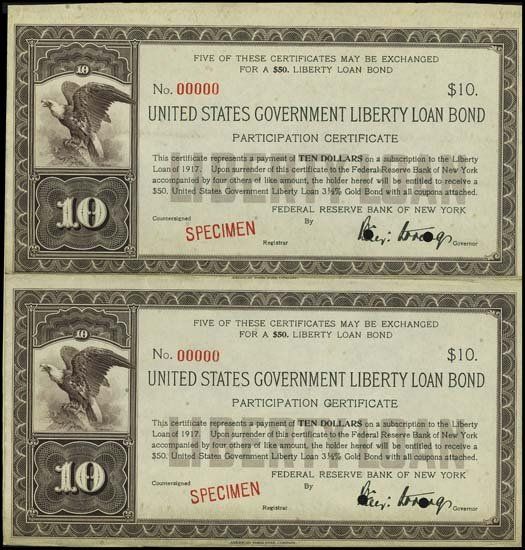 10
FIVE OF THESE CERTIFICATES MAY BE EXCHANGED
FOR A $50. LIBERTY LOAN BOND
No. 00000 $10.
UNITED STATES GOVERNMENT LIBERTY LOAN BOND
PARTICIPATION CERTIFICATE
LIBERTY LOAN
This certificate represents a payment of TEN DOLLARS on a subscription to the Liberty
Loan of 1917. Upon surrender of this certificate to the Federal Reserve Bank of New York
accompanied by four others of like amount, the holder hereof will be entitled to receive a
$50. United States Government Liberty Loan 3½% Gold Bond with all coupons attached.
10
FEDERAL RESERVE BANK OF NEW YORK
Countersigned By
SPECIMEN
Registrar Governor
AMERICAN BANK NOTE COMPANY.
10
FIVE OF THESE CERTIFICATES MAY BE EXCHANGED
FOR A $50. LIBERTY LOAN BOND
No. 00000 $10.
UNITED STATES GOVERNMENT LIBERTY LOAN BOND
PARTICIPATION CERTIFICATE
LIBERTY LOAN
This certificate represents a payment of TEN DOLLARS on a subscription to the Liberty
Loan of 1917. Upon surrender of this certificate to the Federal Reserve Bank of New York
accompanied by four others of like amount, the holder hereof will be entitled to receive a
$50. United States Government Liberty Loan 3½% Gold Bond with all coupons attached.
10
FEDERAL RESERVE BANK OF NEW YORK
Countersigned By
SPECIMEN
Registrar Governor
AMERICAN BANK NOTE COMPANY.